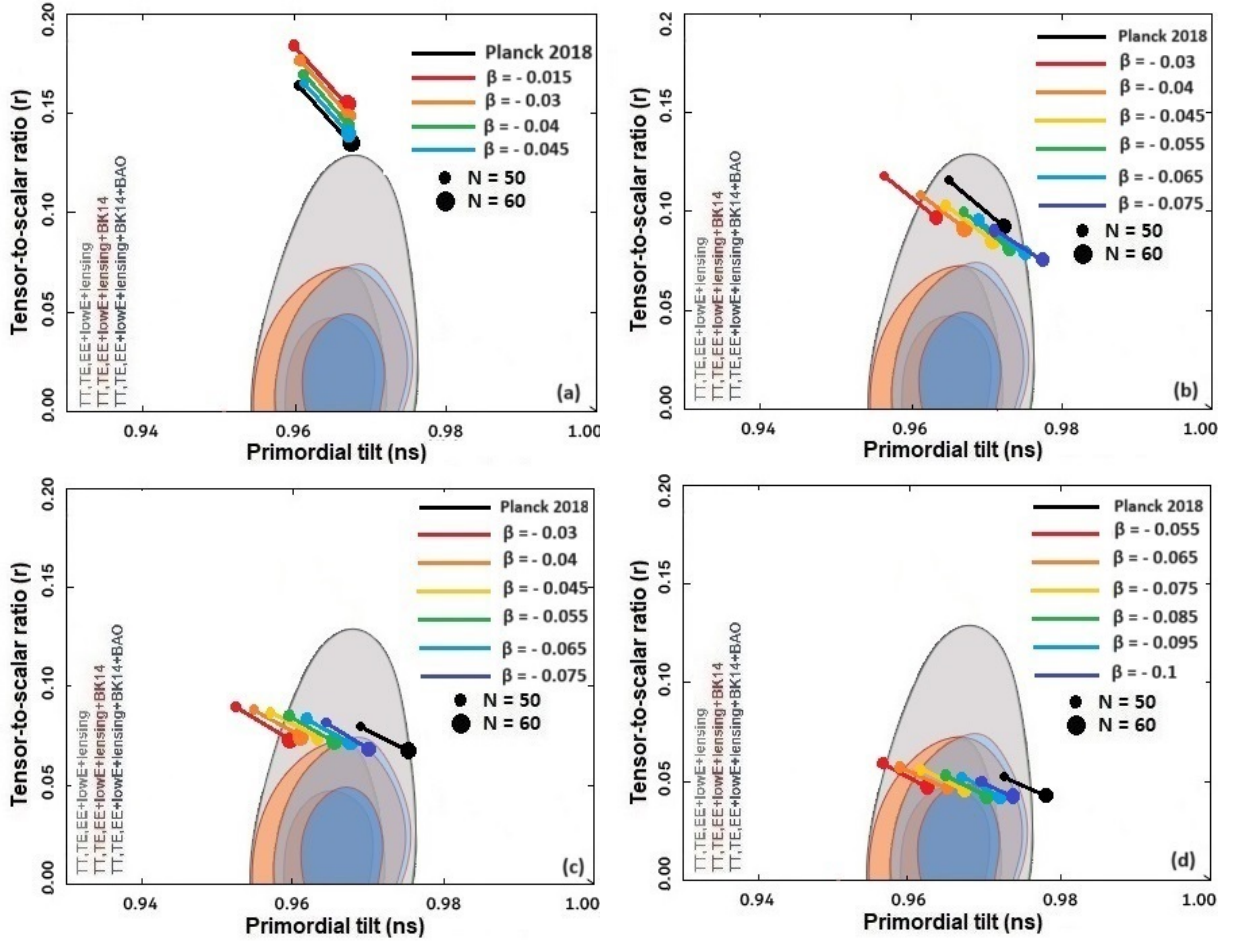 0.20
0.15
0.10
0.05
0.00
Tensor-to-scalar ratio (r)
TT,TE,EE+lowE+lensing
TT,TE,EE+lowE+lensing+BK14
TT,TE,EE+lowE+lensing+BK14+BAO
Planck 2018
β = - 0.015
β = - 0.03
β = - 0.04
β = - 0.045
N = 50
N = 60
(a)
0.94
0.96
0.98
1.00
Primordial tilt (ns)
0.2
0.15
0.10
0.05
0.00
Tensor-to-scalar ratio (r)
TT,TE,EE+lowE+lensing
TT,TE,EE+lowE+lensing+BK14
TT,TE,EE+lowE+lensing+BK14+BAO
Planck 2018
β = - 0.03
β = - 0.04
β = - 0.045
β = - 0.055
β = - 0.065
β = - 0.075
N = 50
N = 60
(b)
0.94
0.96
0.98
1.00
Primordial tilt (ns)
0.20
0.15
0.10
0.05
0.00
Tensor-to-scalar ratio (r)
TT,TE,EE+lowE+lensing
TT,TE,EE+lowE+lensing+BK14
TT,TE,EE+lowE+lensing+BK14+BAO
Planck 2018
β = - 0.03
β = - 0.04
β = - 0.045
β = - 0.055
β = - 0.065
β = - 0.075
N = 50
N = 60
(c)
0.94
0.96
0.98
1.00
Primordial tilt (ns)
0.20
0.15
0.10
0.05
0.00
Tensor-to-scalar ratio (r)
TT,TE,EE+lowE+lensing
TT,TE,EE+lowE+lensing+BK14
TT,TE,EE+lowE+lensing+BK14+BAO
Planck 2018
β = - 0.055
β = - 0.065
β = - 0.075
β = - 0.085
β = - 0.095
β = - 0.1
N = 50
N = 60
(d)
0.94
0.96
0.98
1.00
Primordial tilt (ns)